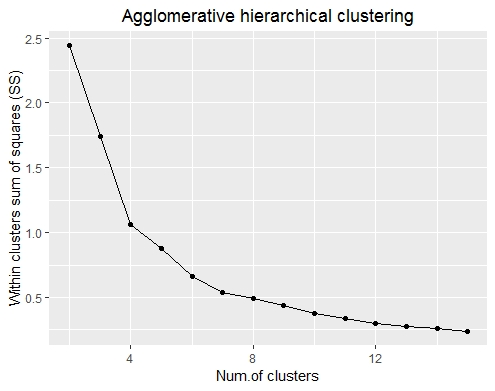 Agglomerative hierarchical clustering
Within clusters sum of squares (SS)
2.5
2.0
1.5
1.0
0.5
4 8 12
Num.of clusters